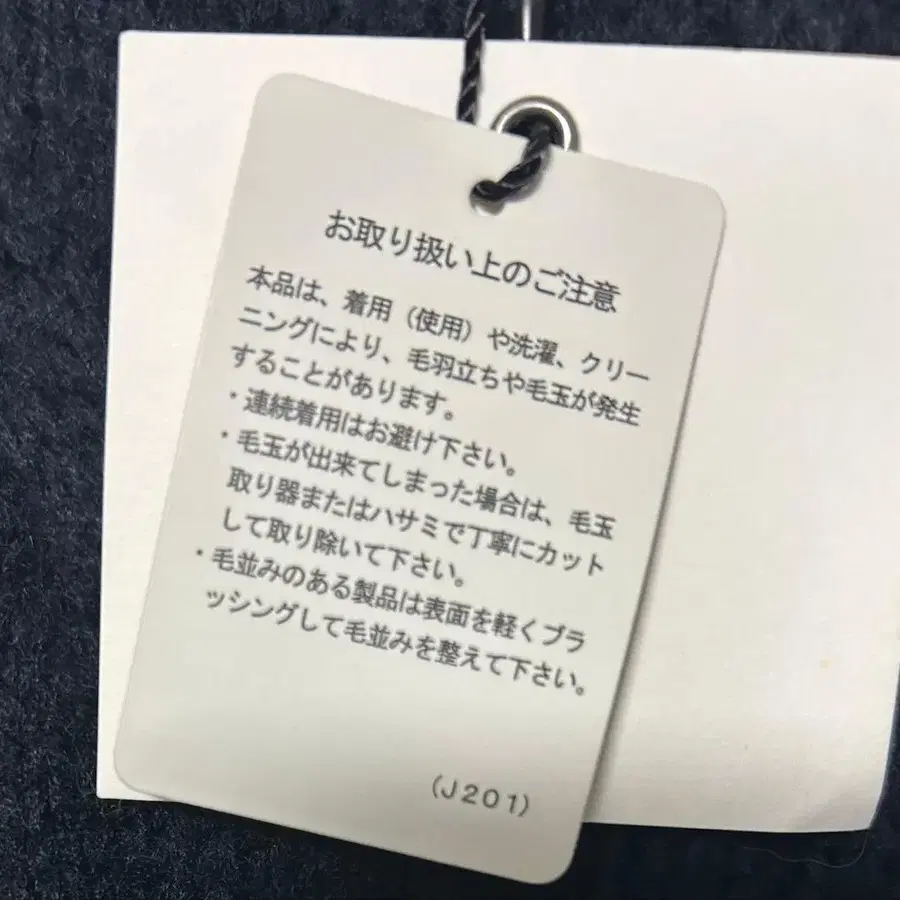 お取り扱い上のご注意
本品は、着用（使用）や洗濯、クリー
ニングにより、毛羽立ちや毛玉が発生
することがあります。
・連続着用はお避け下さい。
・毛玉が出来てしまった場合は、毛玉
取り器またはハサミで丁寧にカット
して取り除いて下さい。
・毛並みのある製品は表面を軽くブラ
ッシングして毛並みを整えて下さい。
（J201）